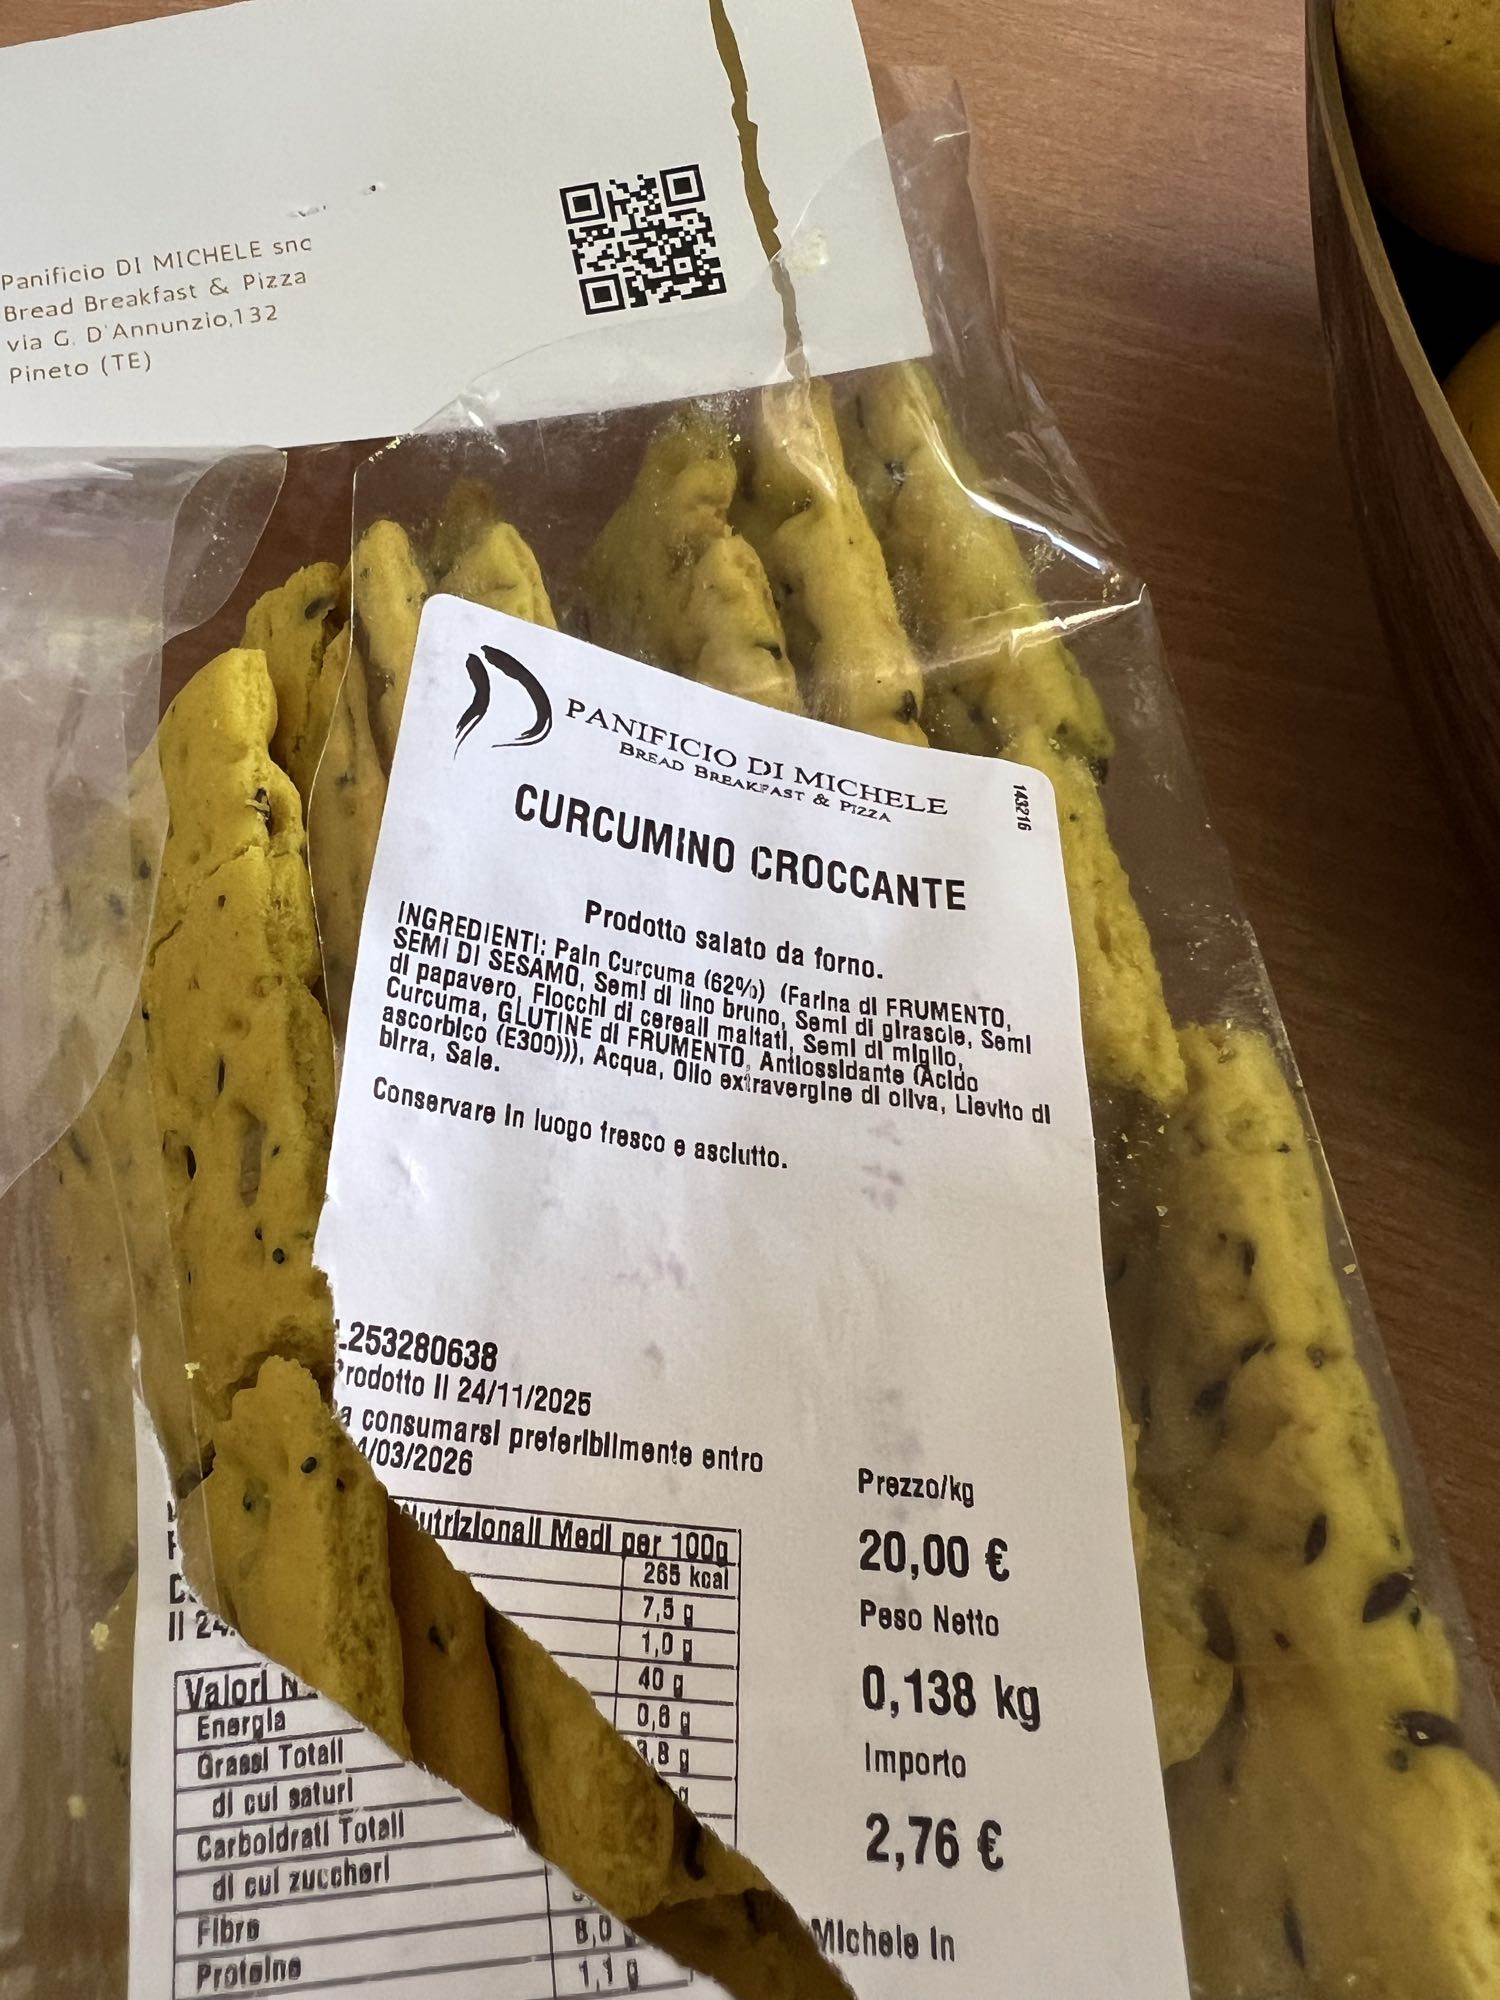 Panificio DI MICHELE snc
Bread Breakfast & Pizza
via G. D'Annunzio,132
Pineto (TE)
PANIFICIO DI MICHELE
BREAD BREAKFAST & PIZZA
143216
CURCUMINO CROCCANTE
Prodotto salato da forno.
INGREDIENTI: Pain Curcuma (62%) (Farina di FRUMENTO,
SEMI DI SESAMO, Semi di lino bruno, Semi di girasole, Semi
di papavero, Fiocchi di cereali maltati, Semi di miglio,
Curcuma, GLUTINE di FRUMENTO, Antiossidante (Acido
ascorbico (E300))), Acqua, Olio extravergine di oliva, Lievito di
birra, Sale.
Conservare in luogo fresco e asciutto.
L253280638
Prodotto Il 24/11/2025
consumarsi preferibilmente entro
/03/2026
Nutrizionali Medi per 100g
265 kcal
7,5 g
1,0 g
40 g
g
,8 g
g
Il 24
Valori
Energia
Grassi Totali
di cui saturi
Carboidrati Totali
di cui zuccheri
Fibre
Proteine
1,1 g
Prezzo/kg
20,00 €
Peso Netto
0,138 kg
Importo
2,76 €
Michele in